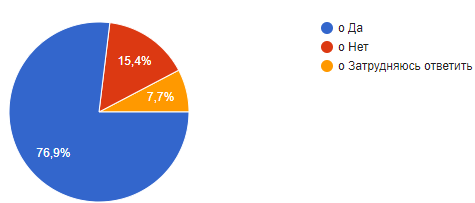 о Да
15,4%
о Нет
о Затрудняюсь ответить
7,7%
76,9%